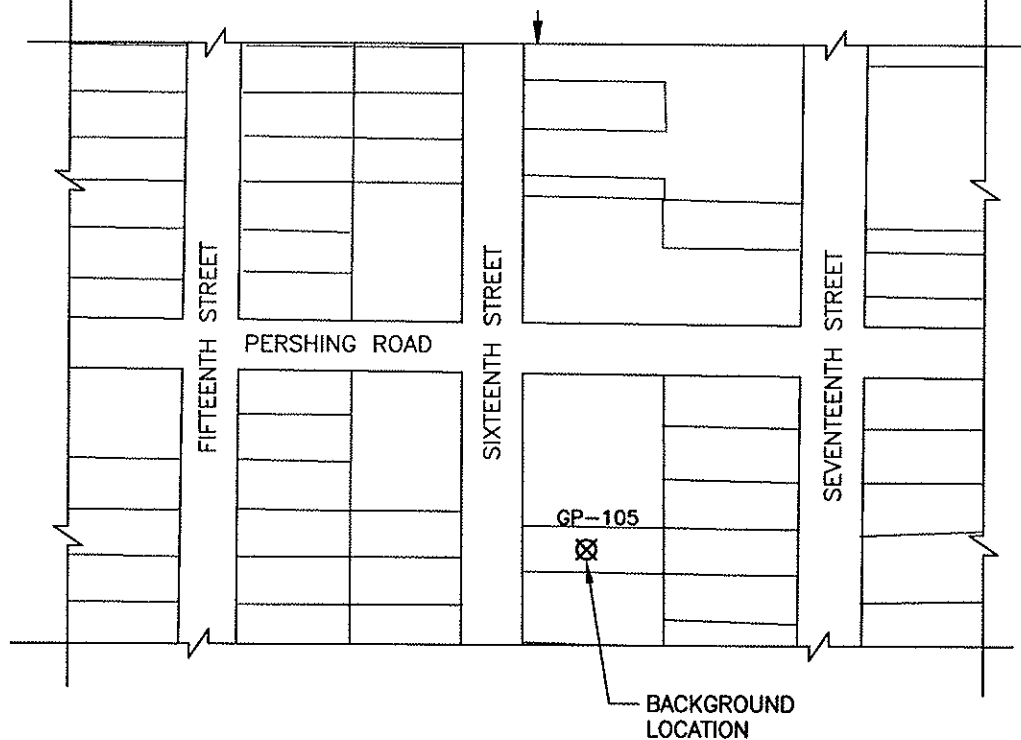 FIFTEENTH STREET
PERSHING ROAD
SIXTEENTH STREET
SEVENTEENTH STREET
GP-105
BACKGROUND
LOCATION